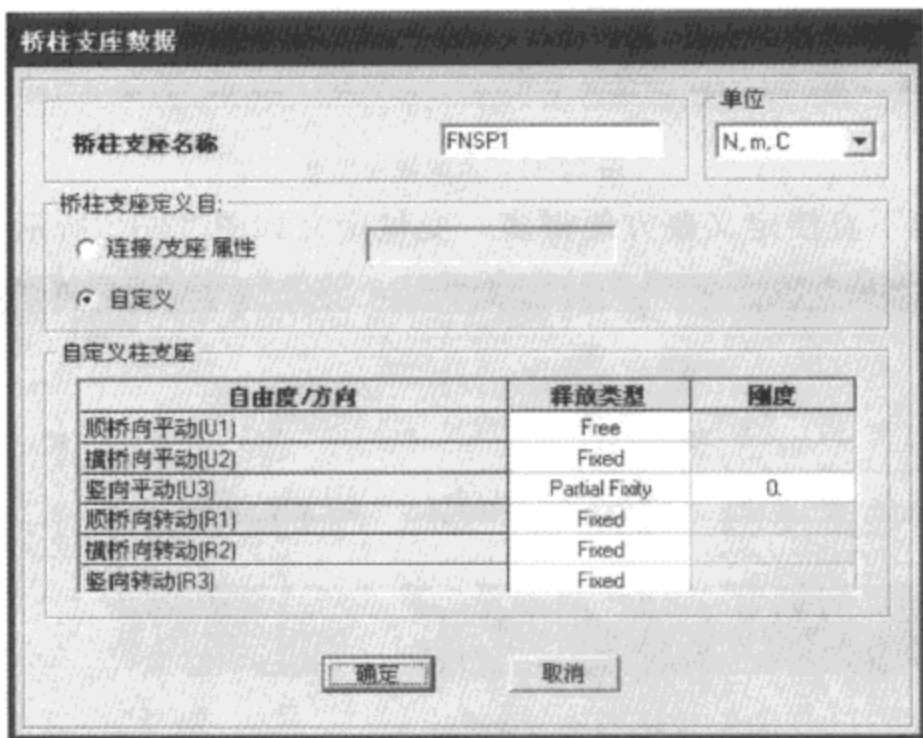 桥柱支座数据
单位
桥柱支座名称 FNSP1 N, m, C
桥柱支座定义自:
连接/支座 属性
自定义
自定义柱支座
自由度/方向 释放类型 刚度
顺桥向平动(U1) Free
横桥向平动(U2) Fixed
竖向平动(U3) Partial Fixity 0.
顺桥向转动(R1) Fixed
横桥向转动(R2) Fixed
竖向转动(R3) Fixed
确定 取消